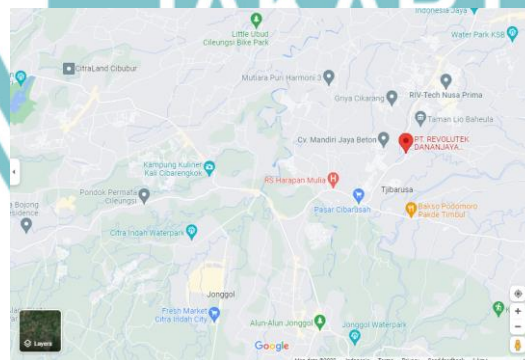 Indonesia Jaya
Little Ubud
Cileungsi Bike Park
Water Park KSB
CitraLand Cibubur
Mutiara Puri Harmoni 3
RIV-Tech Nusa Prima
Griya Cikarang
Taman Lio Baheula
Cv. Mandiri Jaya Beton
PT. REVOLUTEK
DANANJAYA...
Kampung Kuliner
Kali Cibarengkok
RS Harapan Mulia
Tjibarusa
Pondok Permata
Cileungsi
Pasar Cibarusah
Bakso Podomoro
Pakde Timbul
Bojong
Citra Indah Waterpark
Jonggol
Fresh Market
Citra Indah City
Alun-Alun Jonggol
Jonggol Waterpark
Layers
Google